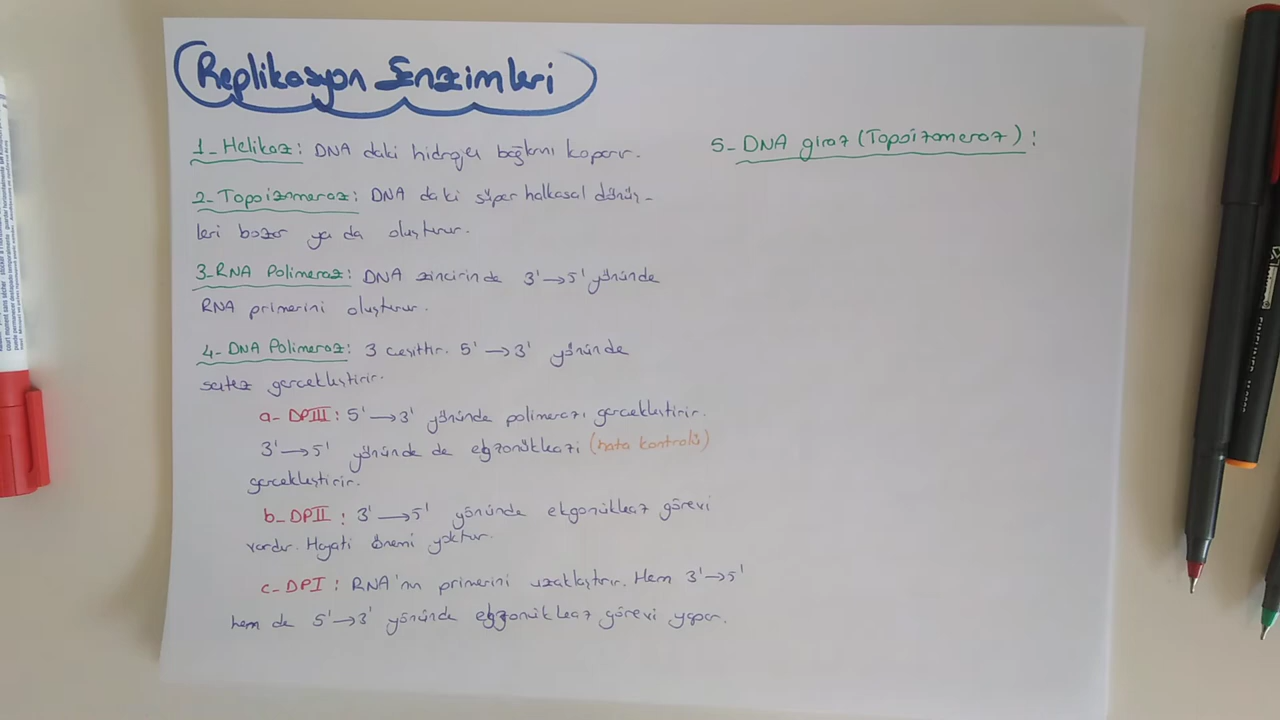 Replikasyon Enzimleri
1- Helikaz: DNA daki hidrojen bağlarını koparır.
2- Topoizomeraz: DNA daki süper halkasal dönüş-
leri bozar ya da oluşturur.
3- RNA Polimeraz: DNA zincirinde 3' → 5' yönünde
RNA primerini oluşturur.
4- DNA Polimeraz: 3 çeşittir. 5' → 3' yönünde
sentez gerçekleştirir.
a- DPIII: 5' → 3' yönünde polimerazı gerçekleştirir.
3' → 5' yönünde de ekzonükleazı (hata kontrolü)
gerçekleştirir.
b- DPII: 3' → 5' yönünde ekzonükleaz görevi
vardır. Hayati önemi yoktur.
c- DPI: RNA'nın primerini uzaklaştırır. Hem 3' → 5'
hem de 5' → 3' yönünde ekzonükleaz görevi yapar.
5- DNA giraz (Topoizomeraz):